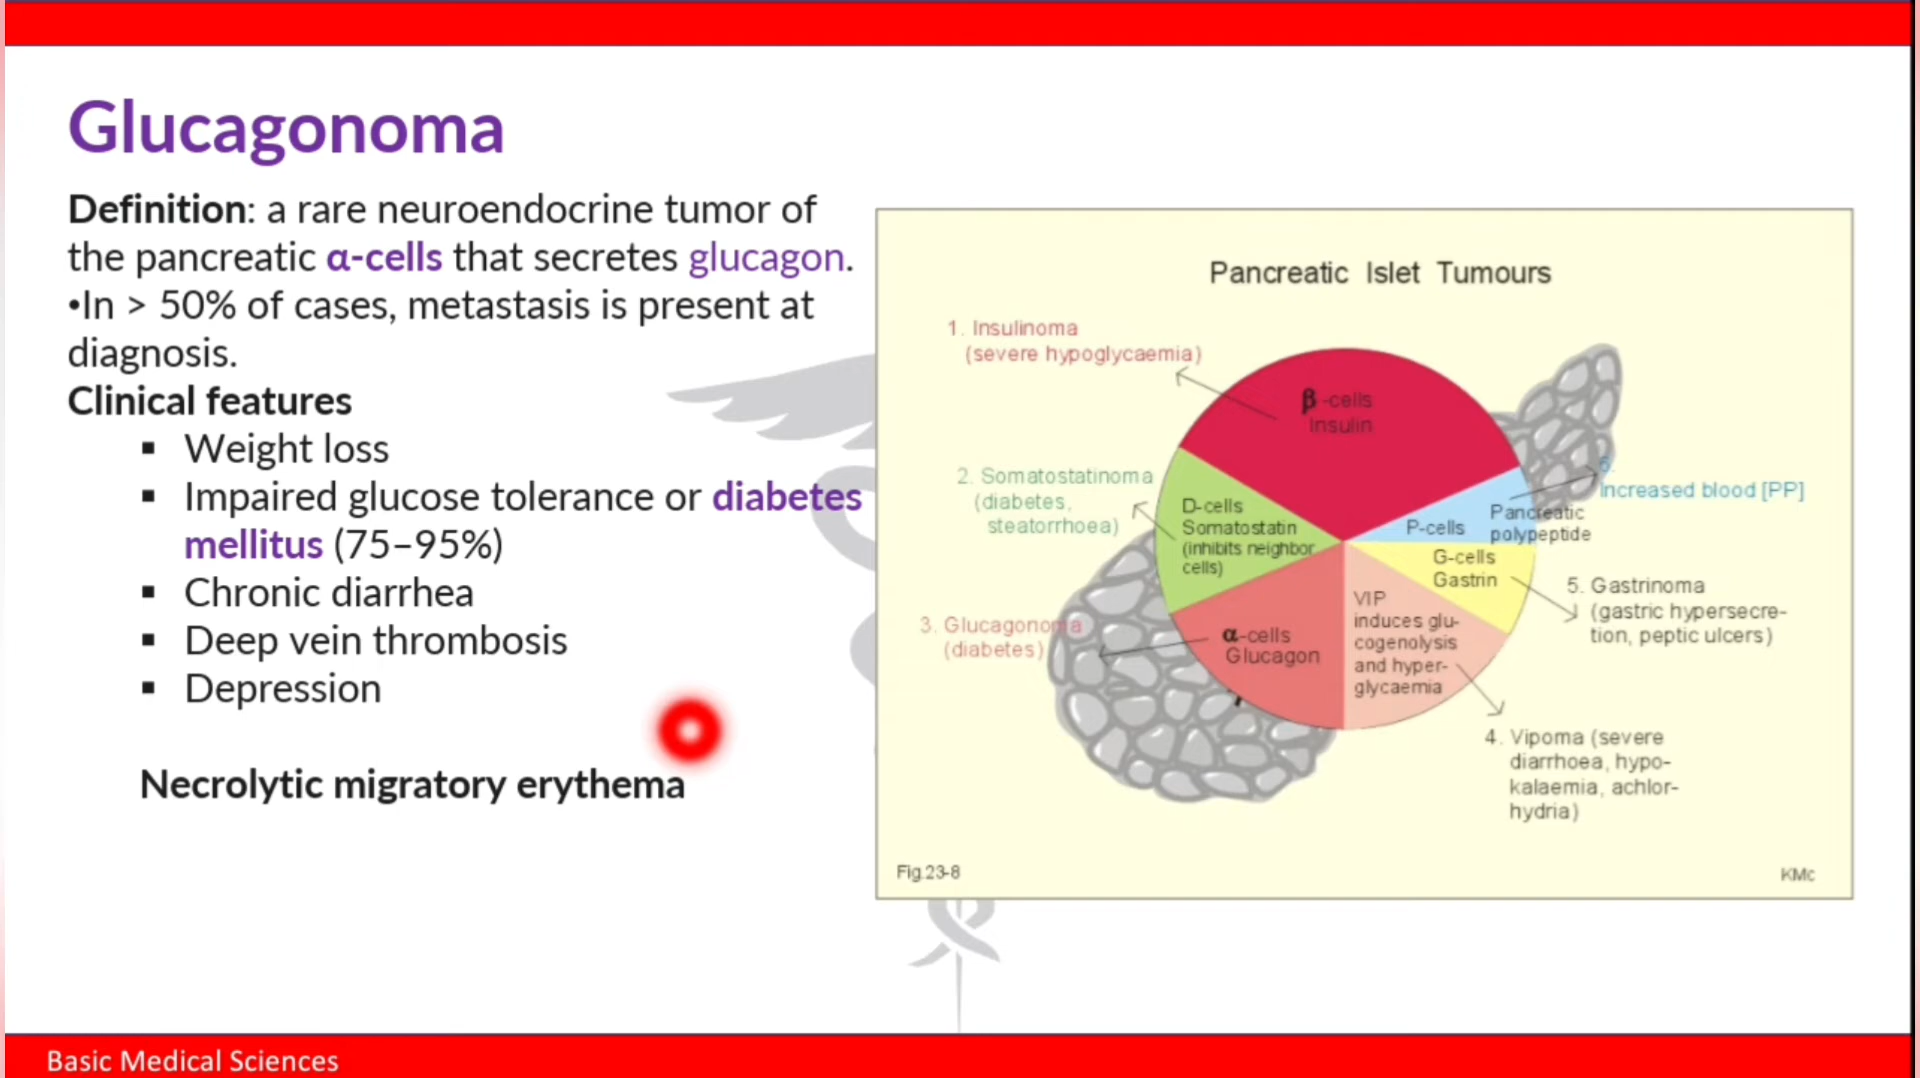 Glucagonoma
Definition: a rare neuroendocrine tumor of
the pancreatic α-cells that secretes glucagon.
•In > 50% of cases, metastasis is present at
diagnosis.
Clinical features
▪ Weight loss
▪ Impaired glucose tolerance or diabetes
mellitus (75–95%)
▪ Chronic diarrhea
▪ Deep vein thrombosis
▪ Depression
Necrolytic migratory erythema
Pancreatic Islet Tumours
1. Insulinoma
(severe hypoglycaemia)
β-cells
Insulin
2. Somatostatinoma
(diabetes,
steatorrhoea)
D-cells
Somatostatin
(inhibits neighbor
cells)
3. Glucagonoma
(diabetes)
α-cells
Glucagon
VIP
induces glu-
cogenolysis
and hyper-
glycaemia
4. Vipoma (severe
diarrhoea, hypo-
kalaemia, achlor-
hydria)
G-cells
Gastrin
5. Gastrinoma
(gastric hypersecre-
tion, peptic ulcers)
P-cells
Pancreatic
polypeptide
6.
Increased blood [PP]
Fig.23-8
KMc
Basic Medical Sciences